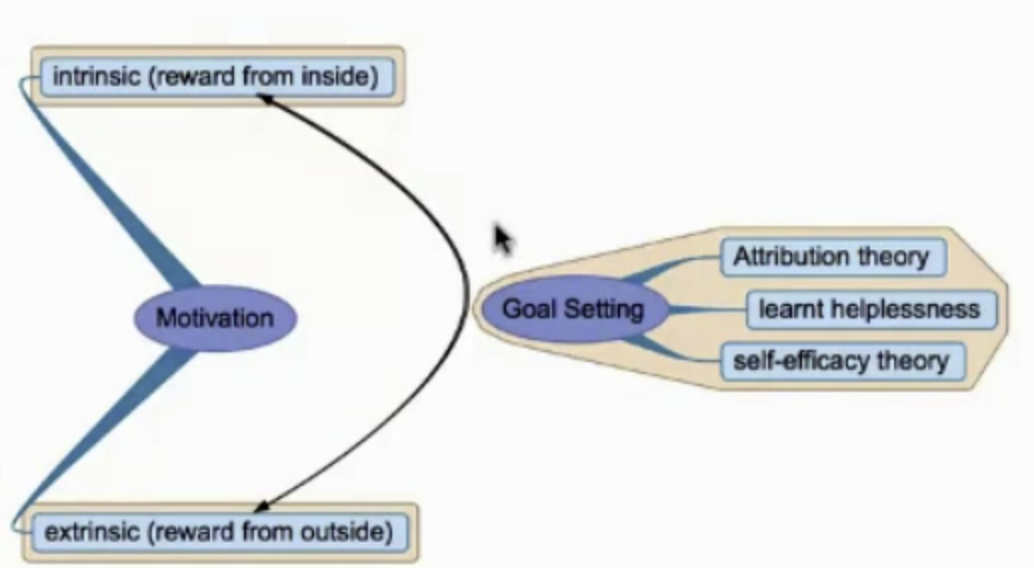 intrinsic (reward from inside)
Motivation
extrinsic (reward from outside)
Goal Setting
Attribution theory
learnt helplessness
self-efficacy theory